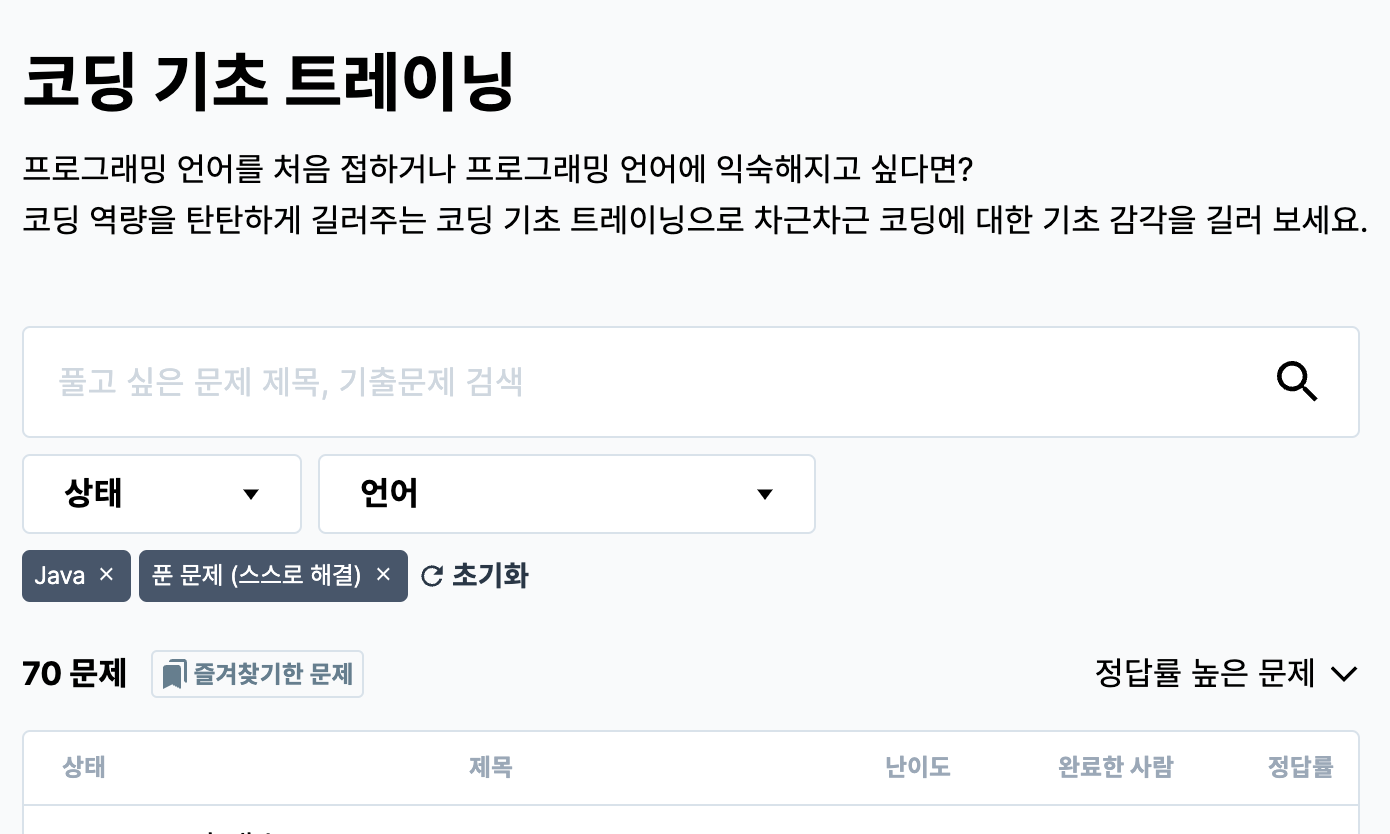 코딩 기초 트레이닝
프로그래밍 언어를 처음 접하거나 프로그래밍 언어에 익숙해지고 싶다면?
코딩 역량을 탄탄하게 길러주는 코딩 기초 트레이닝으로 차근차근 코딩에 대한 기초 감각을 길러 보세요.
풀고 싶은 문제 제목, 기출문제 검색
상태 언어
Java × 푼 문제 (스스로 해결) × 초기화
70 문제 즐겨찾기한 문제 정답률 높은 문제
상태 제목 난이도 완료한 사람 정답률